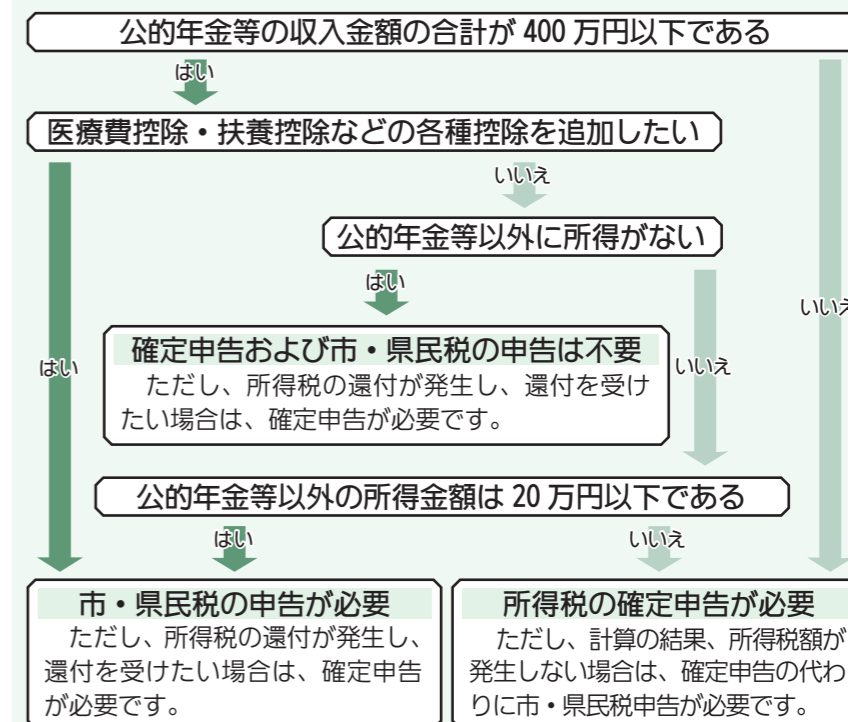 公的年金等の収入金額の合計が 400 万円以下である
はい
医療費控除・扶養控除などの各種控除を追加したい
いいえ
公的年金等以外に所得がない
はい
いいえ
確定申告および市・県民税の申告は不要
はい
いいえ
ただし、所得税の還付が発生し、還付を受け
たい場合は、確定申告が必要です。
公的年金等以外の所得金額は 20 万円以下である
はい
いいえ
市・県民税の申告が必要
ただし、所得税の還付が発生し、
還付を受けたい場合は、確定申告
が必要です。
所得税の確定申告が必要
ただし、計算の結果、所得税額が
発生しない場合は、確定申告の代わ
りに市・県民税申告が必要です。